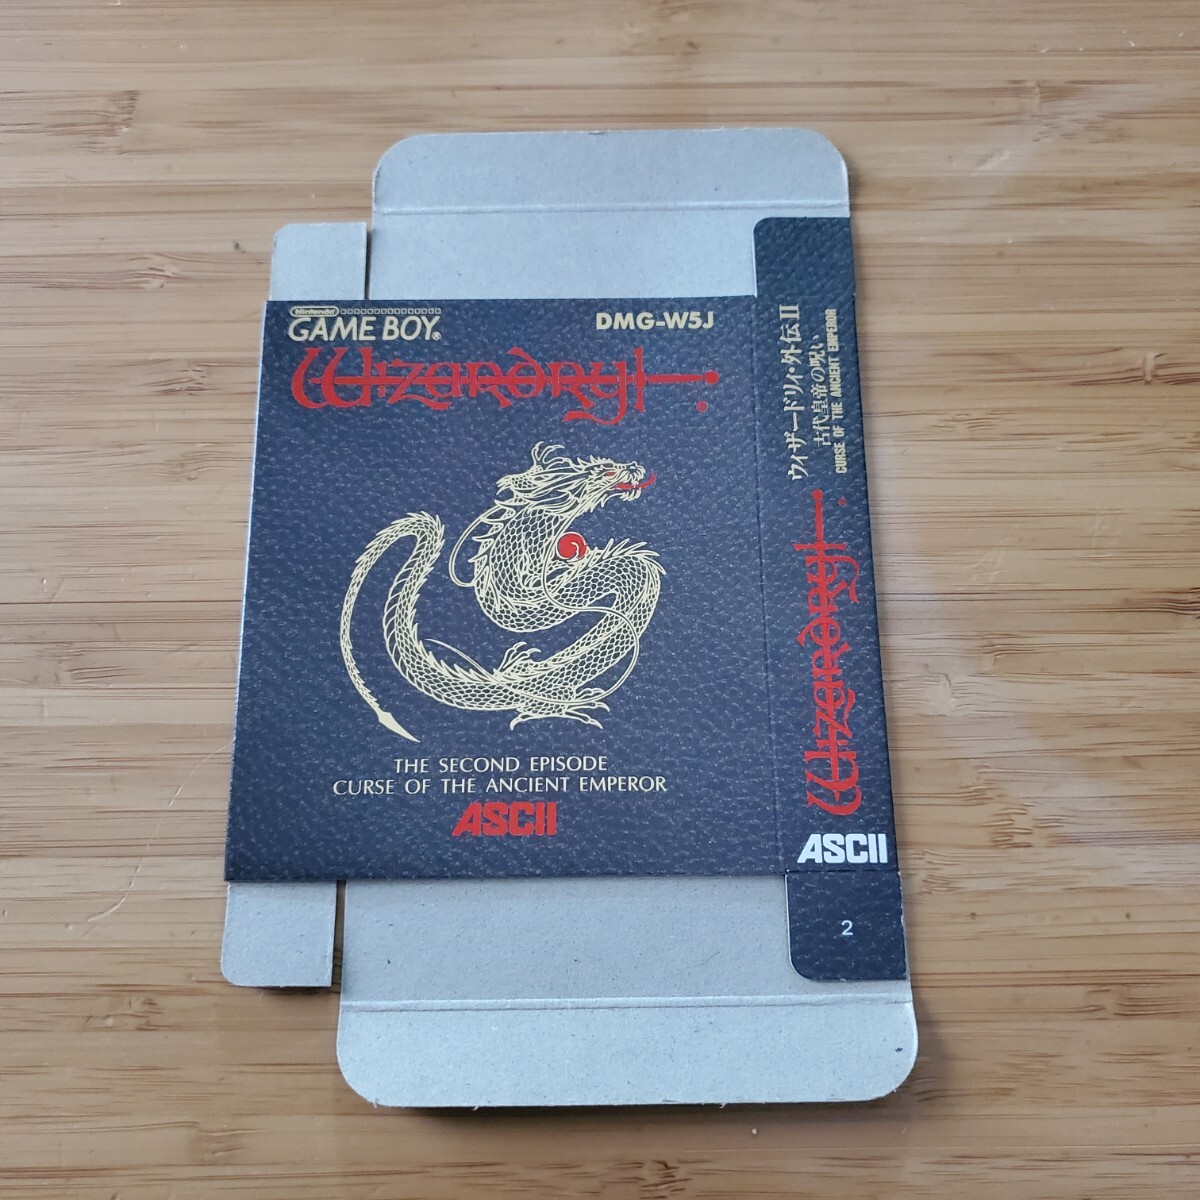 Nintendo
GAME BOY®
DMG-W5J
Wizardry
THE SECOND EPISODE
CURSE OF THE ANCIENT EMPEROR
ASCII
ウィザードリィ・外伝II
古代皇帝の呪い
CURSE OF THE ANCIENT EMPEROR
Wizardry
ASCII
2